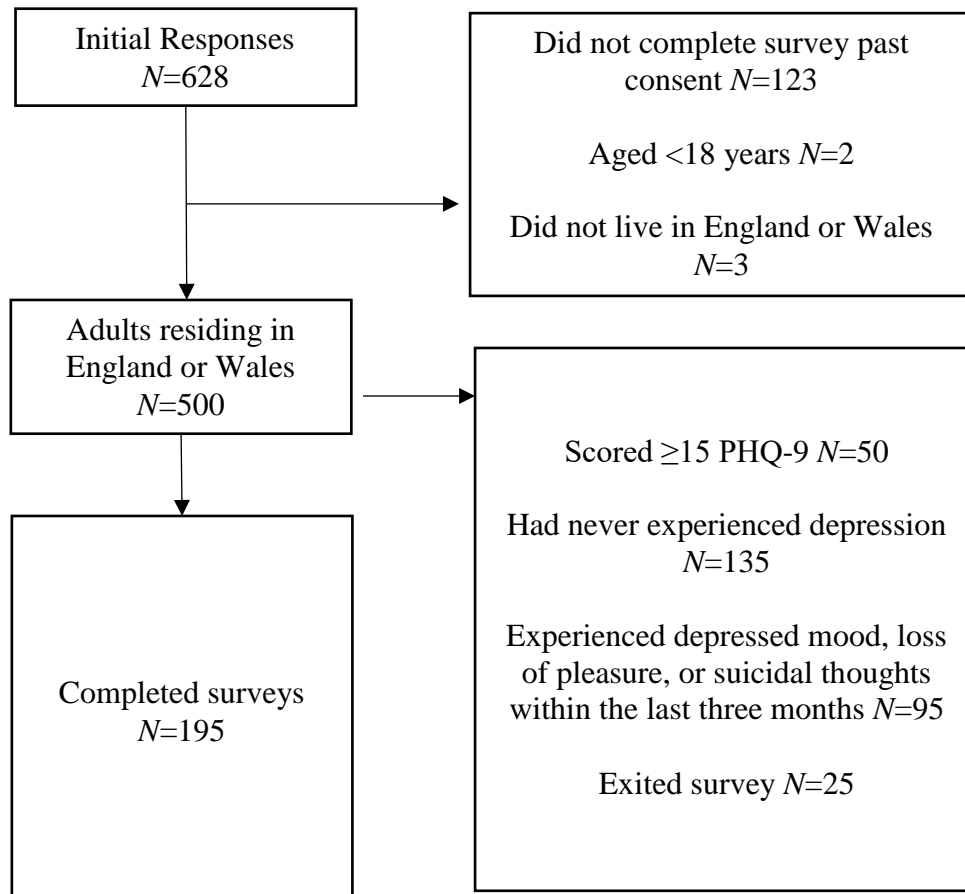 Initial Responses
N=628
Did not complete survey past
consent N=123
Aged <18 years N=2
Did not live in England or Wales
N=3
Adults residing in
England or Wales
N=500
Scored ≥15 PHQ-9 N=50
Had never experienced depression
N=135
Experienced depressed mood, loss
of pleasure, or suicidal thoughts
within the last three months N=95
Exited survey N=25
Completed surveys
N=195